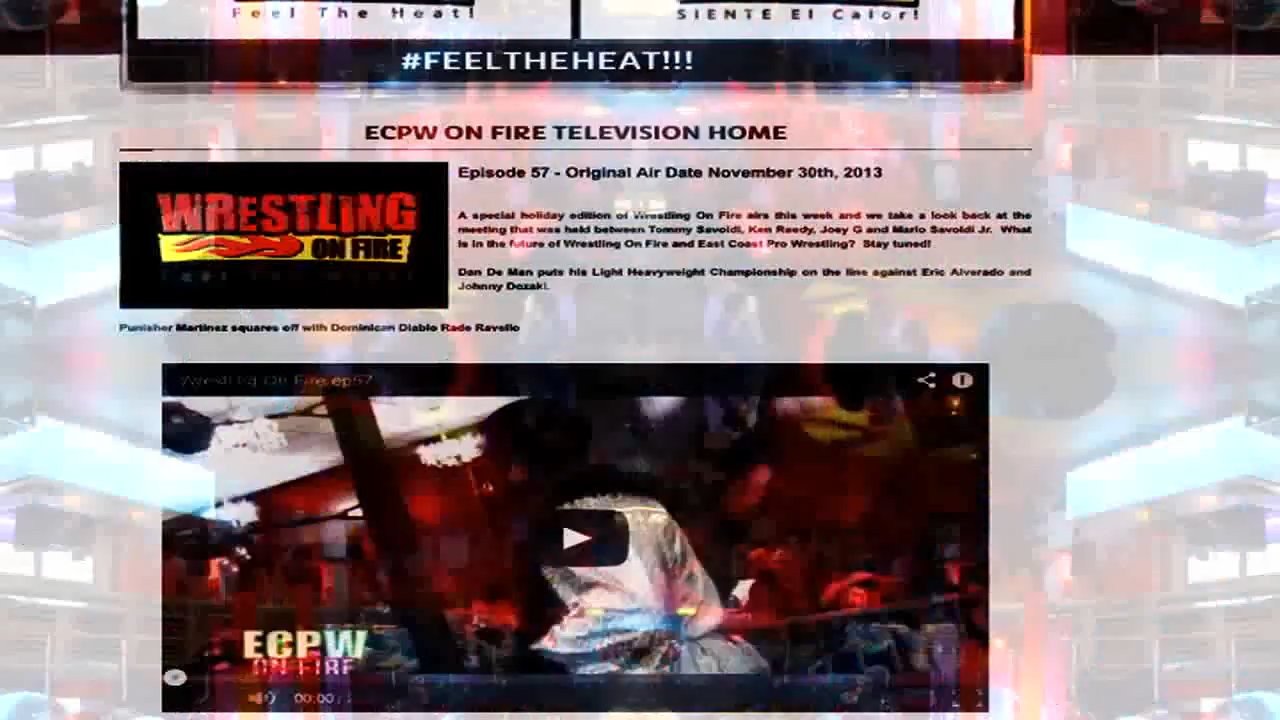 Feel The Heat!
SIENTE El Calor!
#FEELTHEHEAT!!!
ECPW ON FIRE TELEVISION HOME
WRESTLING
ON FIRE
Episode 57 - Original Air Date November 30th, 2013
A special holiday edition of Wrestling On Fire airs this week and we take a look back at the
meeting that was held between Tommy Savoldi, Ken Reedy, Joey G and Mario Savoldi Jr. What
is in the future of Wrestling On Fire and East Coast Pro Wrestling? Stay tuned!
Dan De Man puts his Light Heavyweight Championship on the line against Eric Alverado and
Johnny Dozaki.
Punisher Martinez squares off with Dominican Diablo Rade Ravello
Wrestling On Fire ep57
ECPW
ON FIRE
00:00